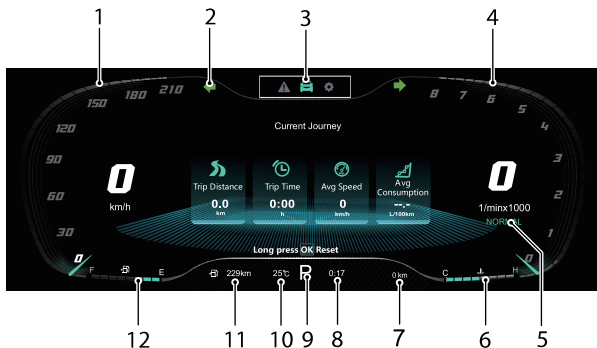 1 2 3 4
150 180 210
8 7 6
120
5
Current Journey
4
90
3
0
Trip Distance
Trip Time
Avg Speed
Avg
Consumption
0
60
0.0
0:00
0
--.-
2
km
h
km/h
L/100km
km/h
1/minx1000
NORMAL
30
1
Long press OK Reset
0
0
F E
229km 25℃ P 0:17 0 km
C H
12 11 10 9 8 7 6 5